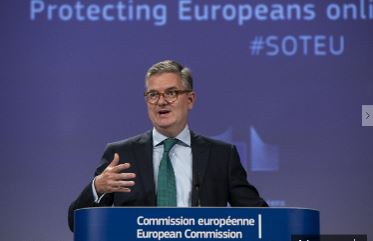 Protecting Europeans onli
#SOTEU
Commission européenne
European Commission